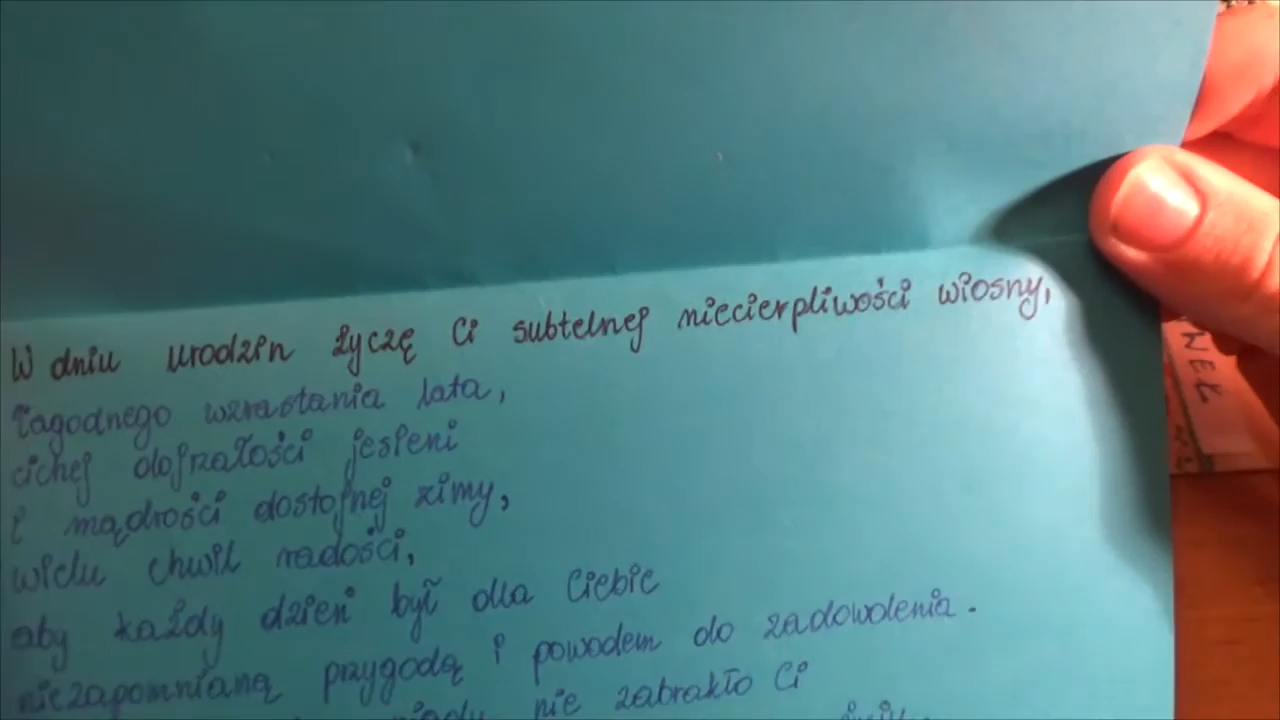 W dniu urodzin życzę Ci subtelnej niecierpliwości wiosny,
łagodnego wzrastania lata,
cichej dojrzałości jesieni
i mądrości dostojnej zimy,
wielu chwil radości,
aby każdy dzień był dla Ciebie
niezapomnianą przygodą i powodem do zadowolenia.
nie zabrakło Ci
NEŁ